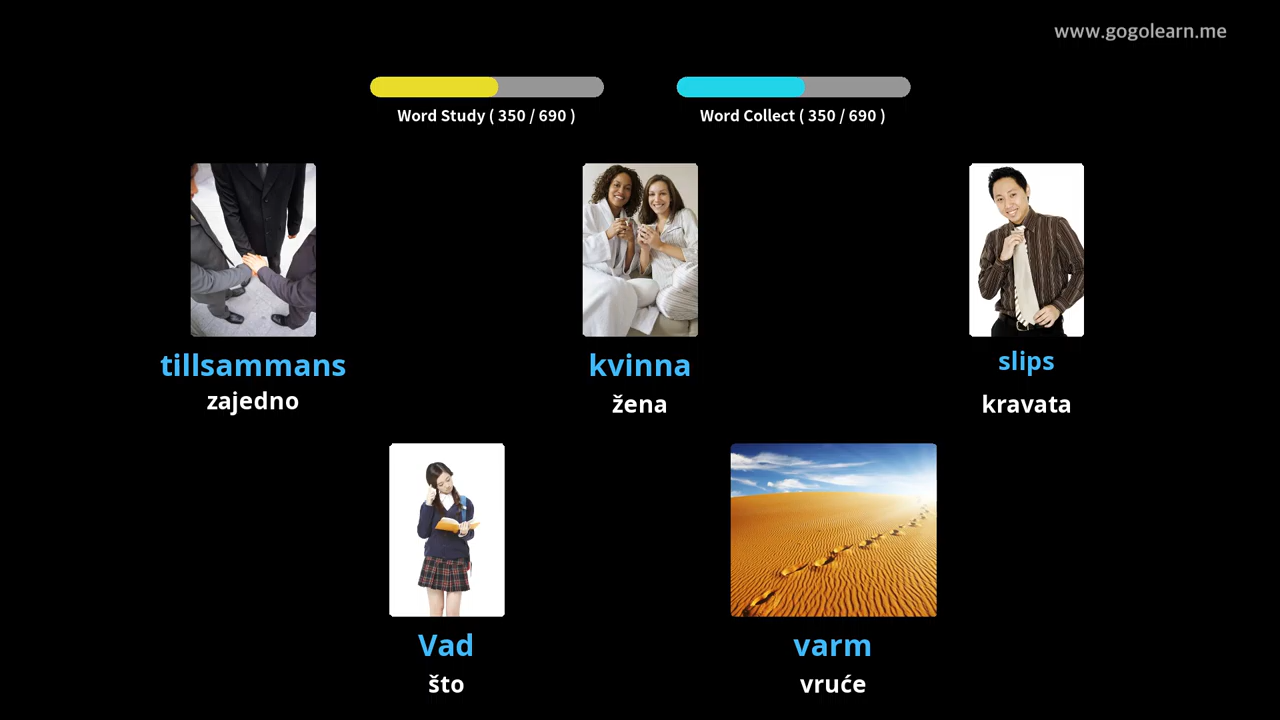 www.gogolearn.me
Word Study ( 350 / 690 )
Word Collect ( 350 / 690 )
tillsammans
zajedno
kvinna
žena
slips
kravata
Vad
što
varm
vruće